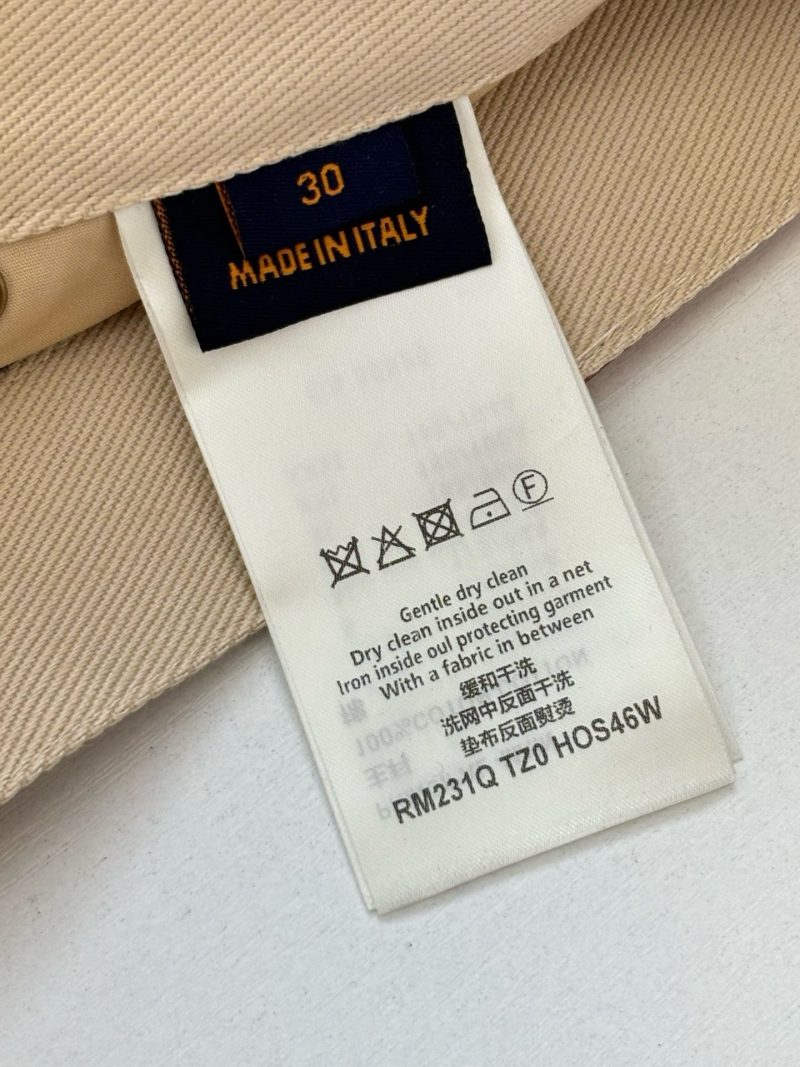 30
MADE IN ITALY
F
Gentle dry clean
Dry clean inside out in a net
Iron inside oul protecting garment
With a fabric in between
缓和干洗
洗网中反面干洗
垫布反面熨烫
RM231Q TZ0 HOS46W